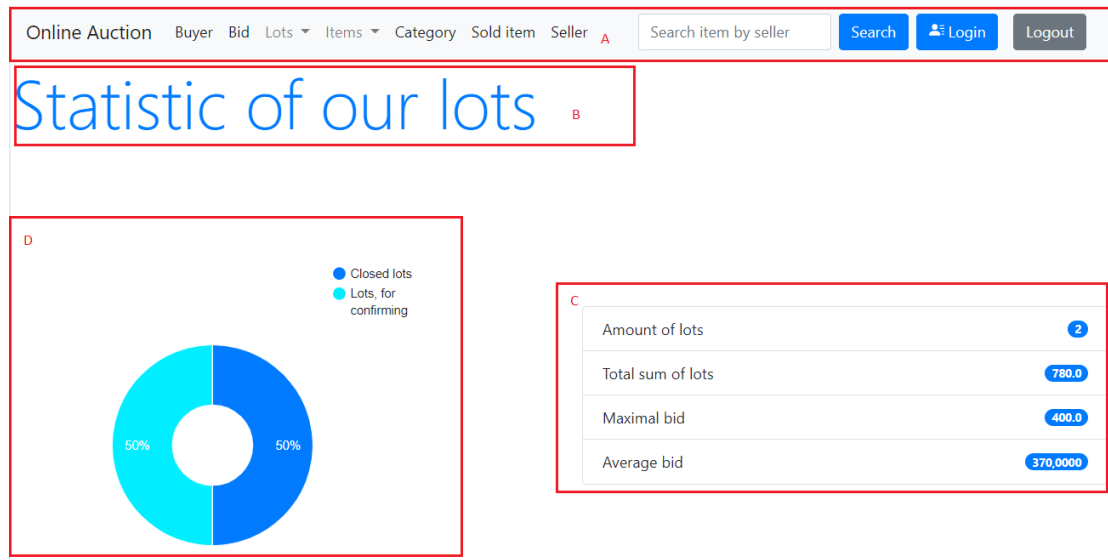 Online Auction Buyer Bid Lots Items Category Sold item Seller A Search item by seller Search Login Logout
Statistic of our lots B
D
Closed lots
Lots, for
confirming
50% 50%
C
Amount of lots 2
Total sum of lots 780.0
Maximal bid 400.0
Average bid 370,0000